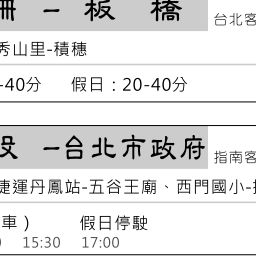 - 板橋 台北客
秀山里-積穗
-40分 假日：20-40分
-台北市政府 指南客
捷運丹鳳站-五谷王廟、西門國小-
車） 假日停駛
15:30 17:00